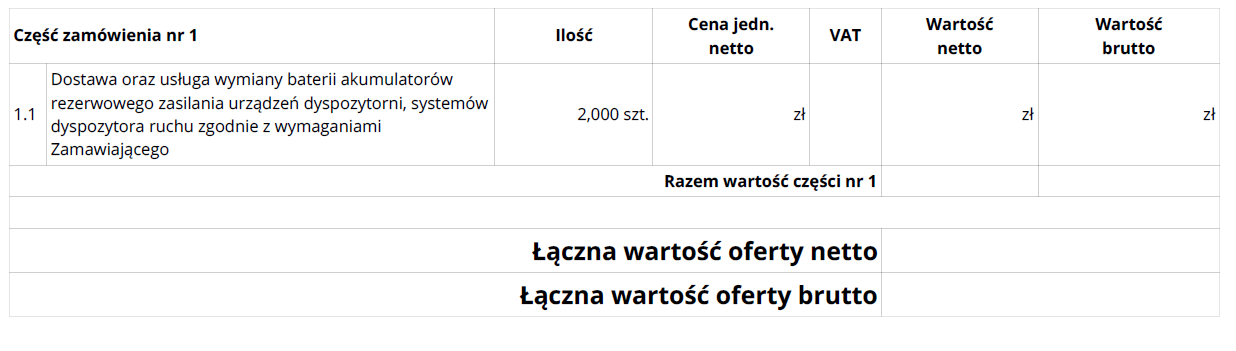 Część zamówienia nr 1 Ilość Cena jedn. netto VAT Wartość netto Wartość brutto
1.1 Dostawa oraz usługa wymiany baterii akumulatorów
rezerwowego zasilania urządzeń dyspozytorni, systemów
dyspozytora ruchu zgodnie z wymaganiami
Zamawiającego
2,000 szt. zł zł zł
Razem wartość części nr 1
Łączna wartość oferty netto
Łączna wartość oferty brutto